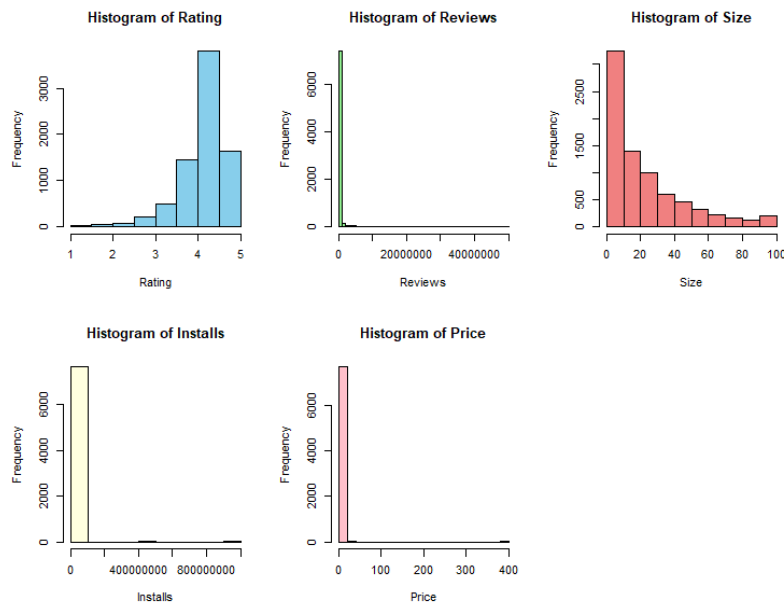 Histogram of Rating
Frequency
0 1000 2000 3000
1 2 3 4 5
Rating
Histogram of Reviews
Frequency
0 2000 4000 6000
0 20000000 40000000
Reviews
Histogram of Size
Frequency
0 500 1500 2500
0 20 40 60 80 100
Size
Histogram of Installs
Frequency
0 2000 4000 6000
0 400000000 800000000
Installs
Histogram of Price
Frequency
0 2000 4000 6000
0 100 200 300 400
Price